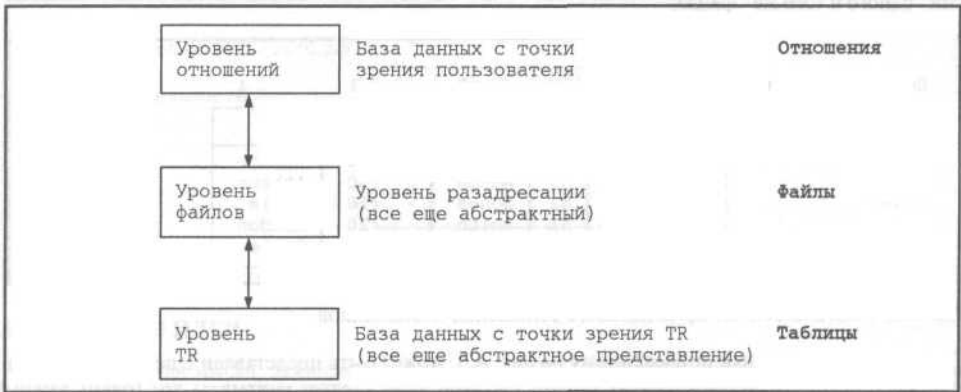 Уровень отношений База данных с точки зрения пользователя Отношения
Уровень файлов Уровень разадресации (все еще абстрактный) Файлы
Уровень TR База данных с точки зрения TR (все еще абстрактное представление) Таблицы